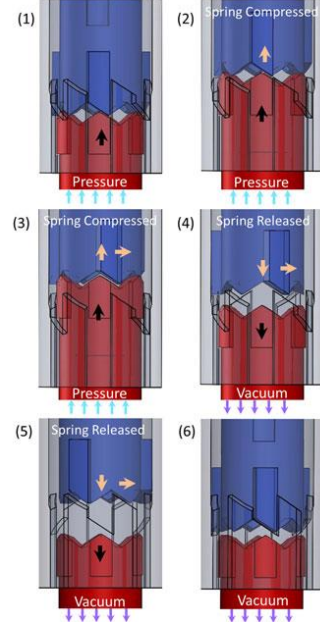 (1)
Pressure
(2)
Spring Compressed
Pressure
(3)
Spring Compressed
Pressure
(4)
Spring Released
Vacuum
(5)
Spring Released
Vacuum
(6)
Vacuum